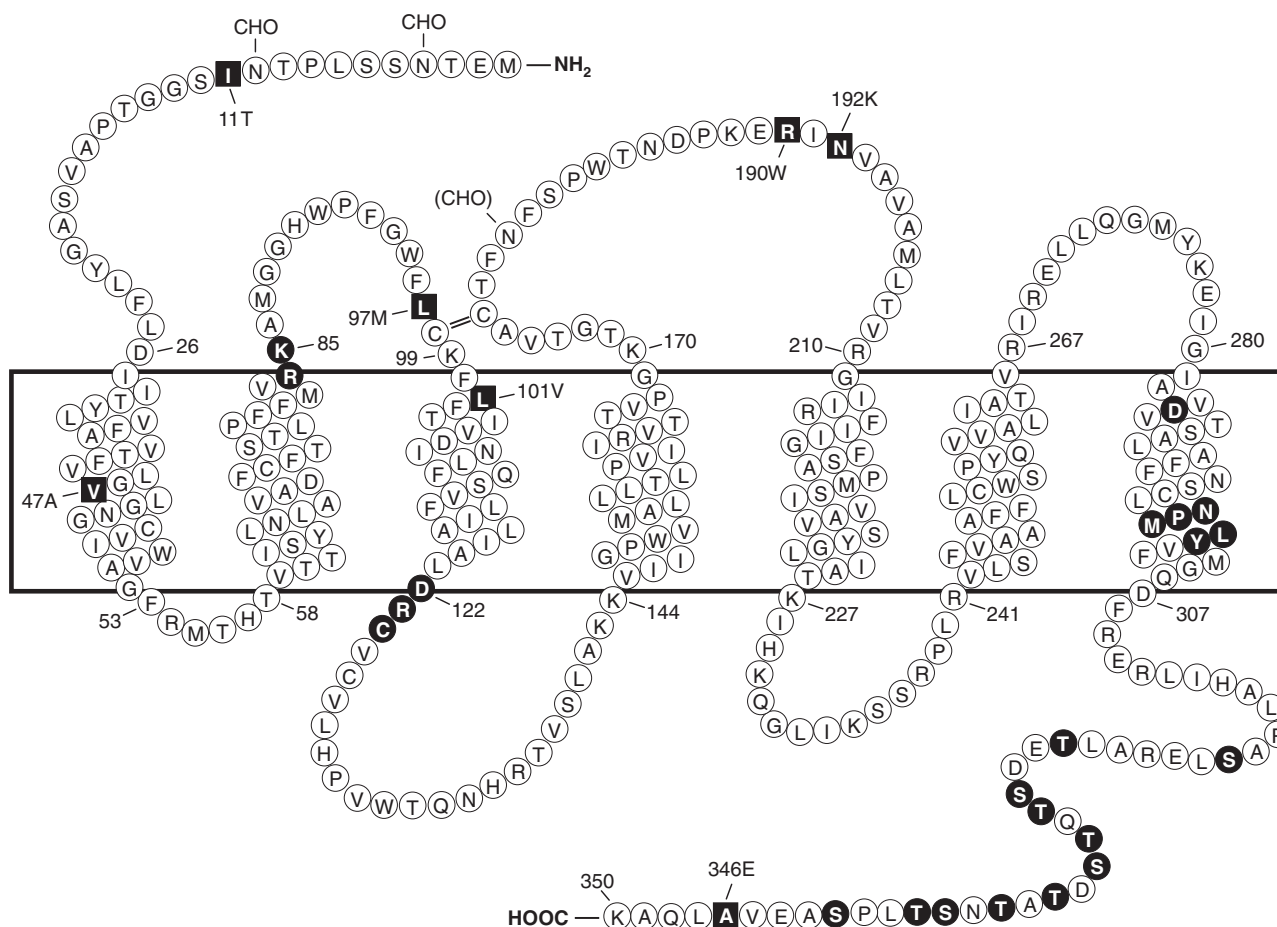 CHO
CHO
P T G G S I N T P L S S N T E M NH2
11T
A V S A G Y L F L D
26
G G H W P F G W F L
M A K R
85
97M
C K F
99
(CHO)
C T F N F S P W T N D P K E R I N V A V A M L T V R
190W
192K
210
C A V T G T K
170
R I R E L L Q G M Y K E I G
267
280
I
L Y T I
A F V V
V F T V
47A
V G L
G N G L
I V C
A V W
G
53
F R M T H T
58
V M
P F F
S T L
F C F T
V A D
L N L A
I S Y
V T T
101V
T F L
I D V I
F L N
F V S Q
A I L
L A I L
D
122
R C V C V L H P V W T Q N H R T V S L A K K
144
G
T V P
I R V T
P V I
L L T L
M A L
G P W V
V I I
G
R I I
G I I F
A S F
I S M P
V A V
L G Y S
T A I
K
227
I H K Q G L I K S S R P L R
241
V
I A T
V V A L
P Y Q
L C W S
A F F
F V A A
V L S
A I
V D V
L A S T
F F A
L C S N
M P N
F V Y L
Q G M
D
307
F R E R L I H A L
A S L E R A L T E D S T Q T S D
346E
350
HOOC K A Q L A V E A S P L T S N T A T